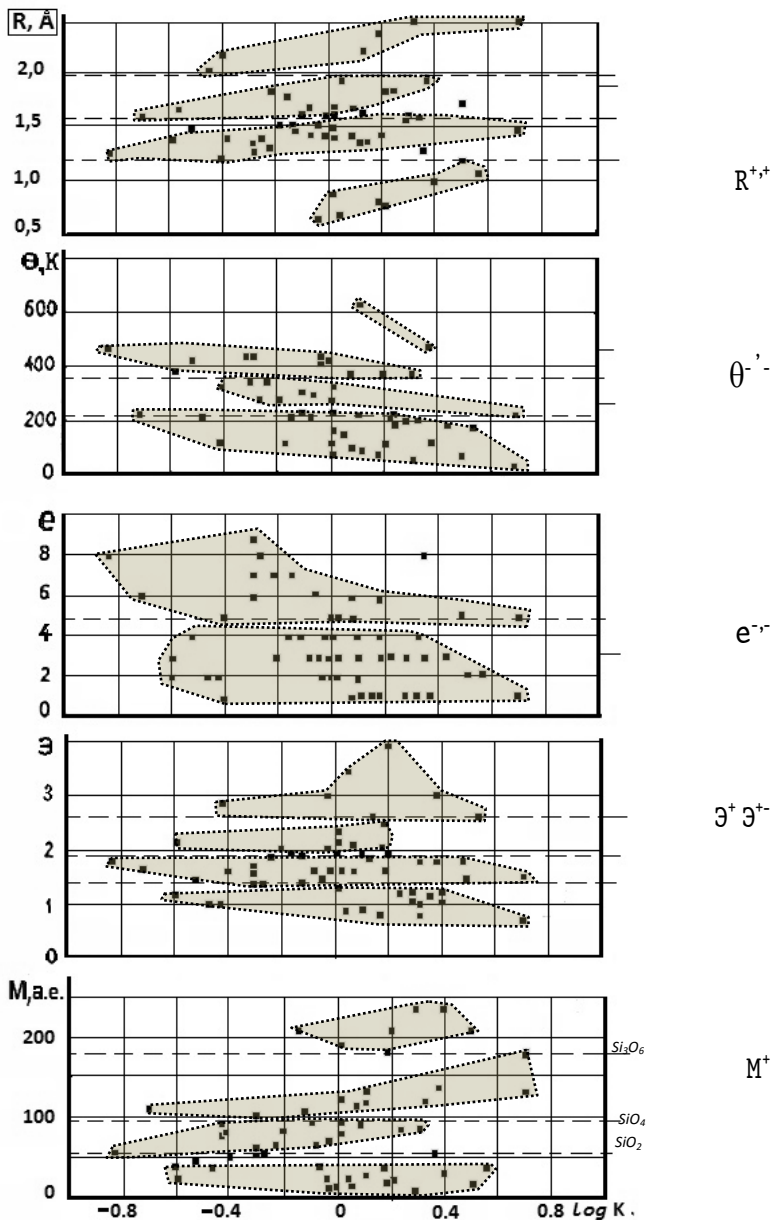 R, Å
2,0
1,5
1,0
0,5
R⁺,⁺
Θ,K
600
400
200
0
θ⁻ ’ ⁻
e
8
6
4
2
0
e⁻,⁻
Э
3
2
1
0
Э⁺ Э⁺⁻
M,a.e.
200
100
0
Si₃O₆
SiO₄
SiO₂
M⁺
−0.8 −0.4 0 0.4 0.8 log K.